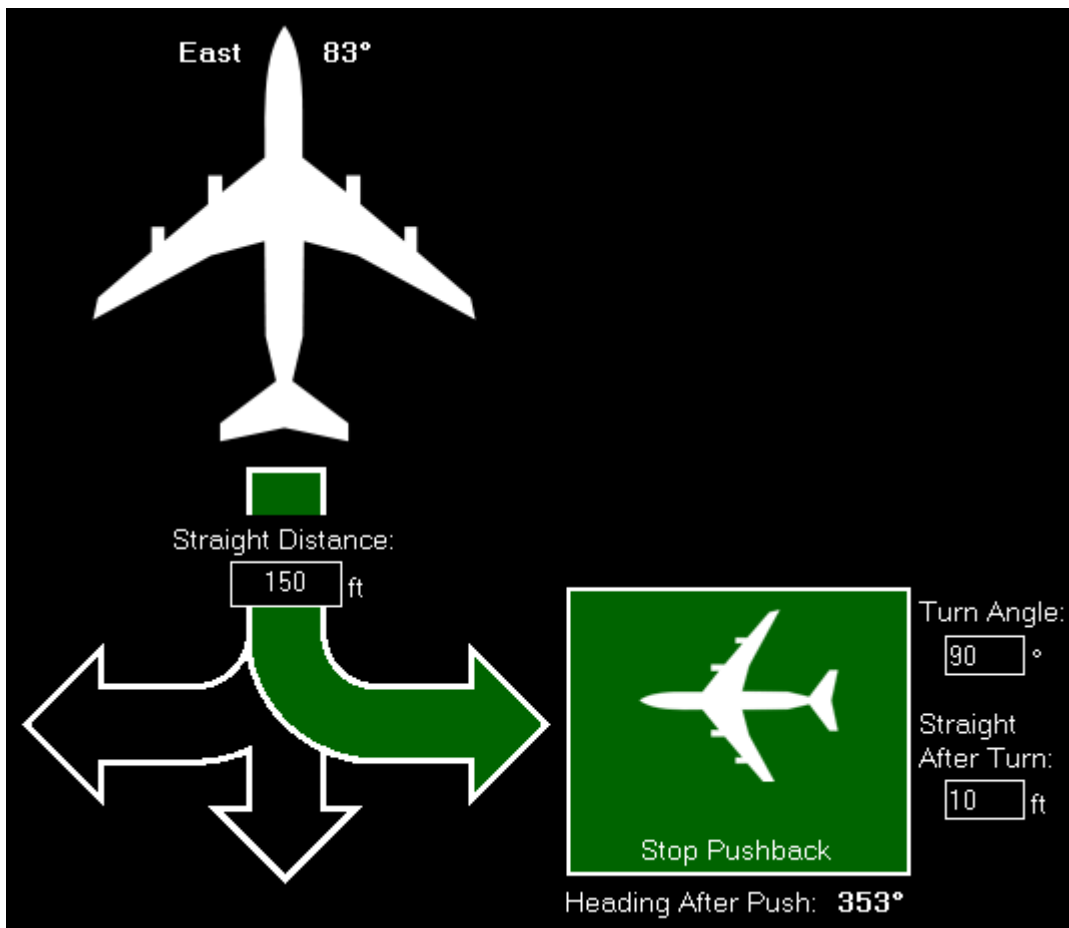 East 83°
Straight Distance:
150 ft
Turn Angle:
90 °
Straight
After Turn:
10 ft
Stop Pushback
Heading After Push: 353°